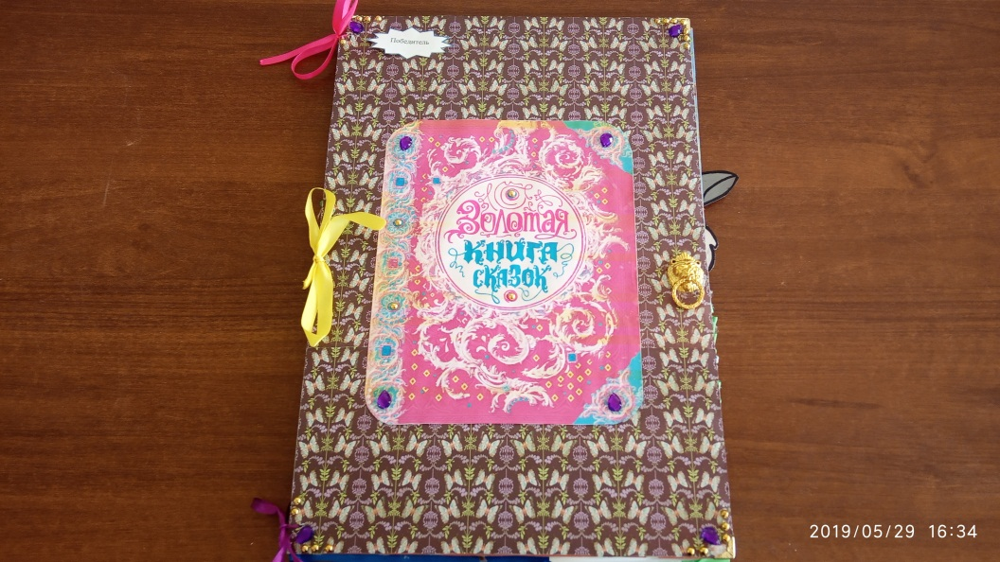 Победитель
Золотая
книга
сказок
2019/05/29 16:34